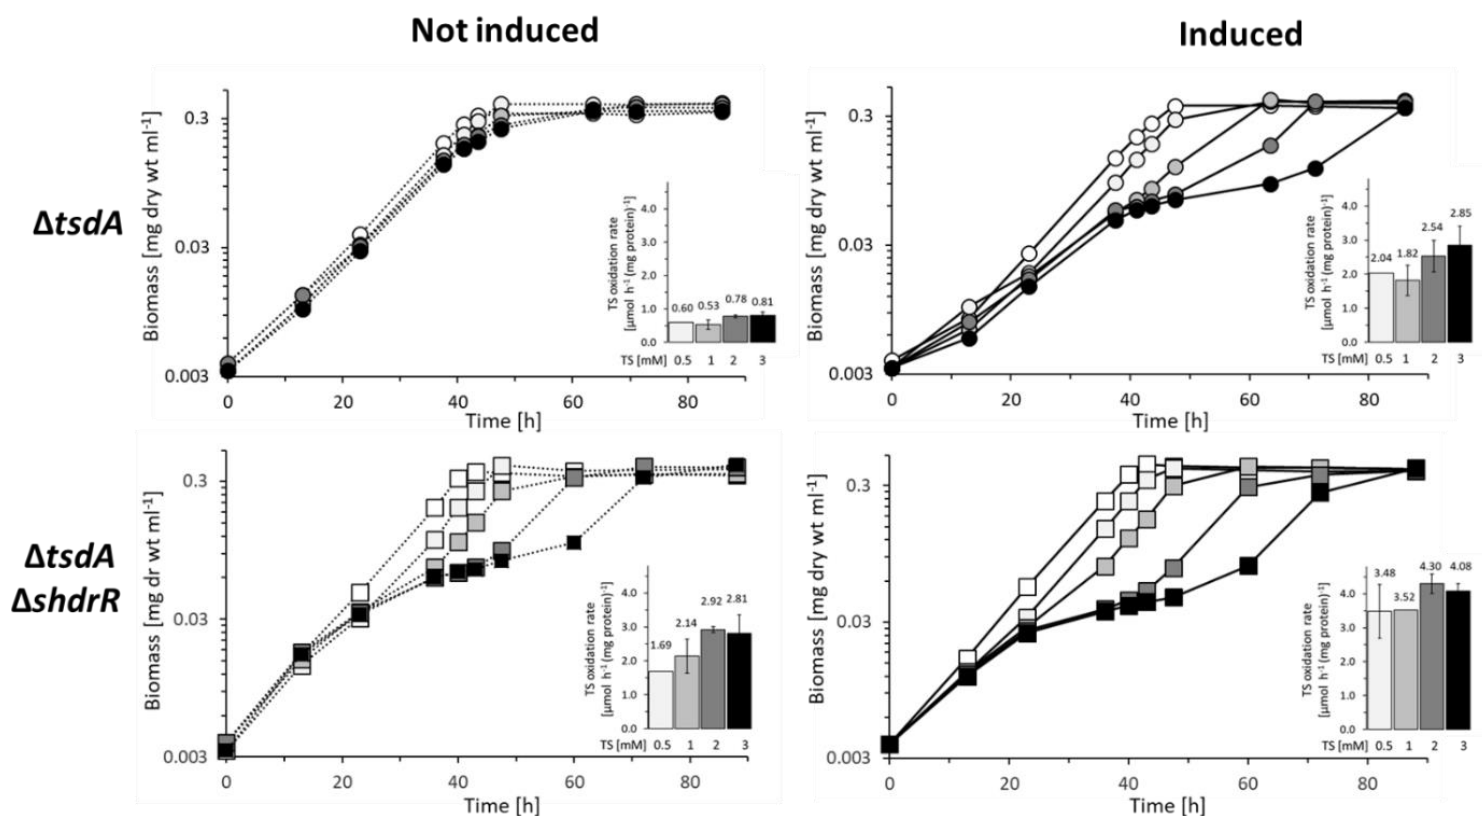 Not induced
Induced
ΔtsdA
Biomass [mg dry wt ml⁻¹]
0.3
0.03
0.003
0 20 40 60 80
Time [h]
TS oxidation rate
[µmol h⁻¹ (mg protein)⁻¹]
4.0
3.0
2.0
1.0
0.0
0.60 0.53 0.78 0.81
TS [mM] 0.5 1 2 3
Biomass [mg dry wt ml⁻¹]
0.3
0.03
0.003
0 20 40 60 80
Time [h]
TS oxidation rate
[µmol h⁻¹ (mg protein)⁻¹]
4.0
3.0
2.0
1.0
0.0
2.04 1.82 2.54 2.85
TS [mM] 0.5 1 2 3
ΔtsdA
ΔshdrR
Biomass [mg dr wt ml⁻¹]
0.3
0.03
0.003
0 20 40 60 80
Time [h]
TS oxidation rate
[µmol h⁻¹ (mg protein)⁻¹]
4.0
3.0
2.0
1.0
0.0
1.69 2.14 2.92 2.81
TS [mM] 0.5 1 2 3
Biomass [mg dry wt ml⁻¹]
0.3
0.03
0.003
0 20 40 60 80
Time [h]
TS oxidation rate
[µmol h⁻¹ (mg protein)⁻¹]
4.0
3.0
2.0
1.0
0.0
3.48 3.52 4.30 4.08
TS [mM] 0.5 1 2 3